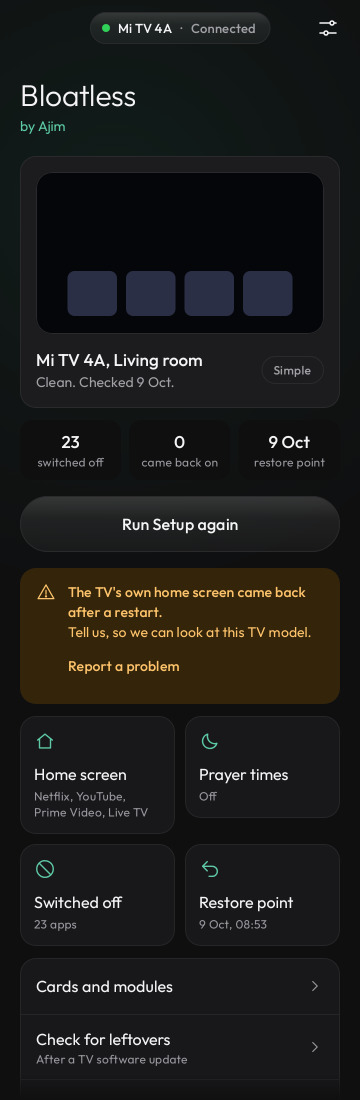 Mi TV 4A · Connected
Bloatless
by Ajim
Mi TV 4A, Living room
Clean. Checked 9 Oct.
Simple
23
switched off
0
came back on
9 Oct
restore point
Run Setup again
The TV's own home screen came back
after a restart.
Tell us, so we can look at this TV model.
Report a problem
Home screen
Netflix, YouTube,
Prime Video, Live TV
Prayer times
Off
Switched off
23 apps
Restore point
9 Oct, 08:53
Cards and modules
Check for leftovers
After a TV software update